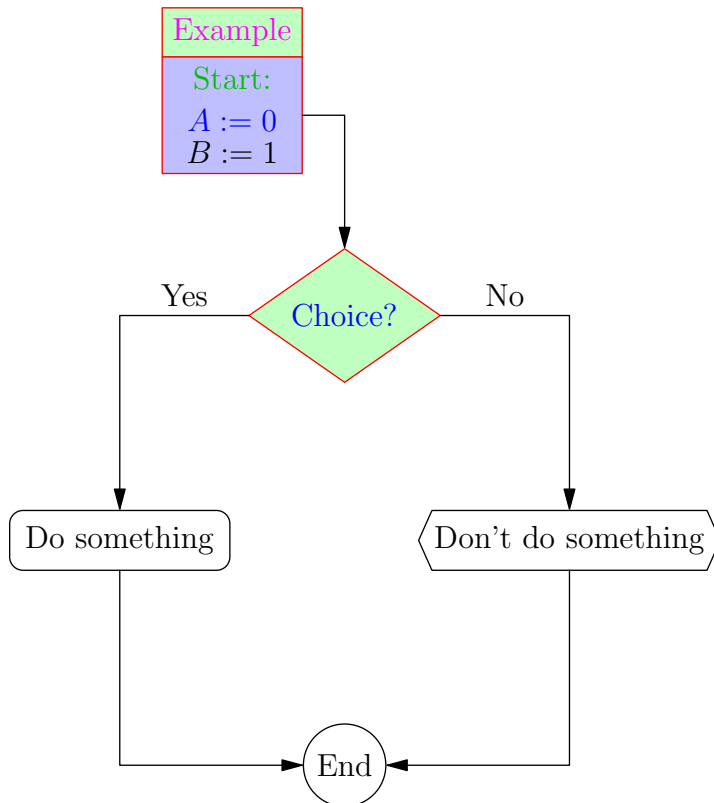 Example
Start:
A := 0
B := 1
Yes
No
Choice?
Do something
Don't do something
End